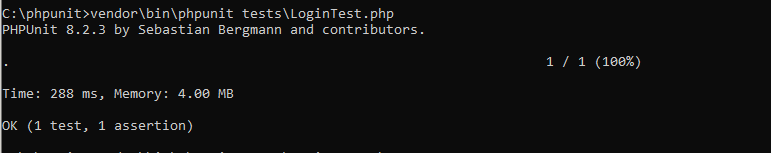 C:\phpunit>vendor\bin\phpunit tests\LoginTest.php
PHPUnit 8.2.3 by Sebastian Bergmann and contributors.
. 1 / 1 (100%)
Time: 288 ms, Memory: 4.00 MB
OK (1 test, 1 assertion)